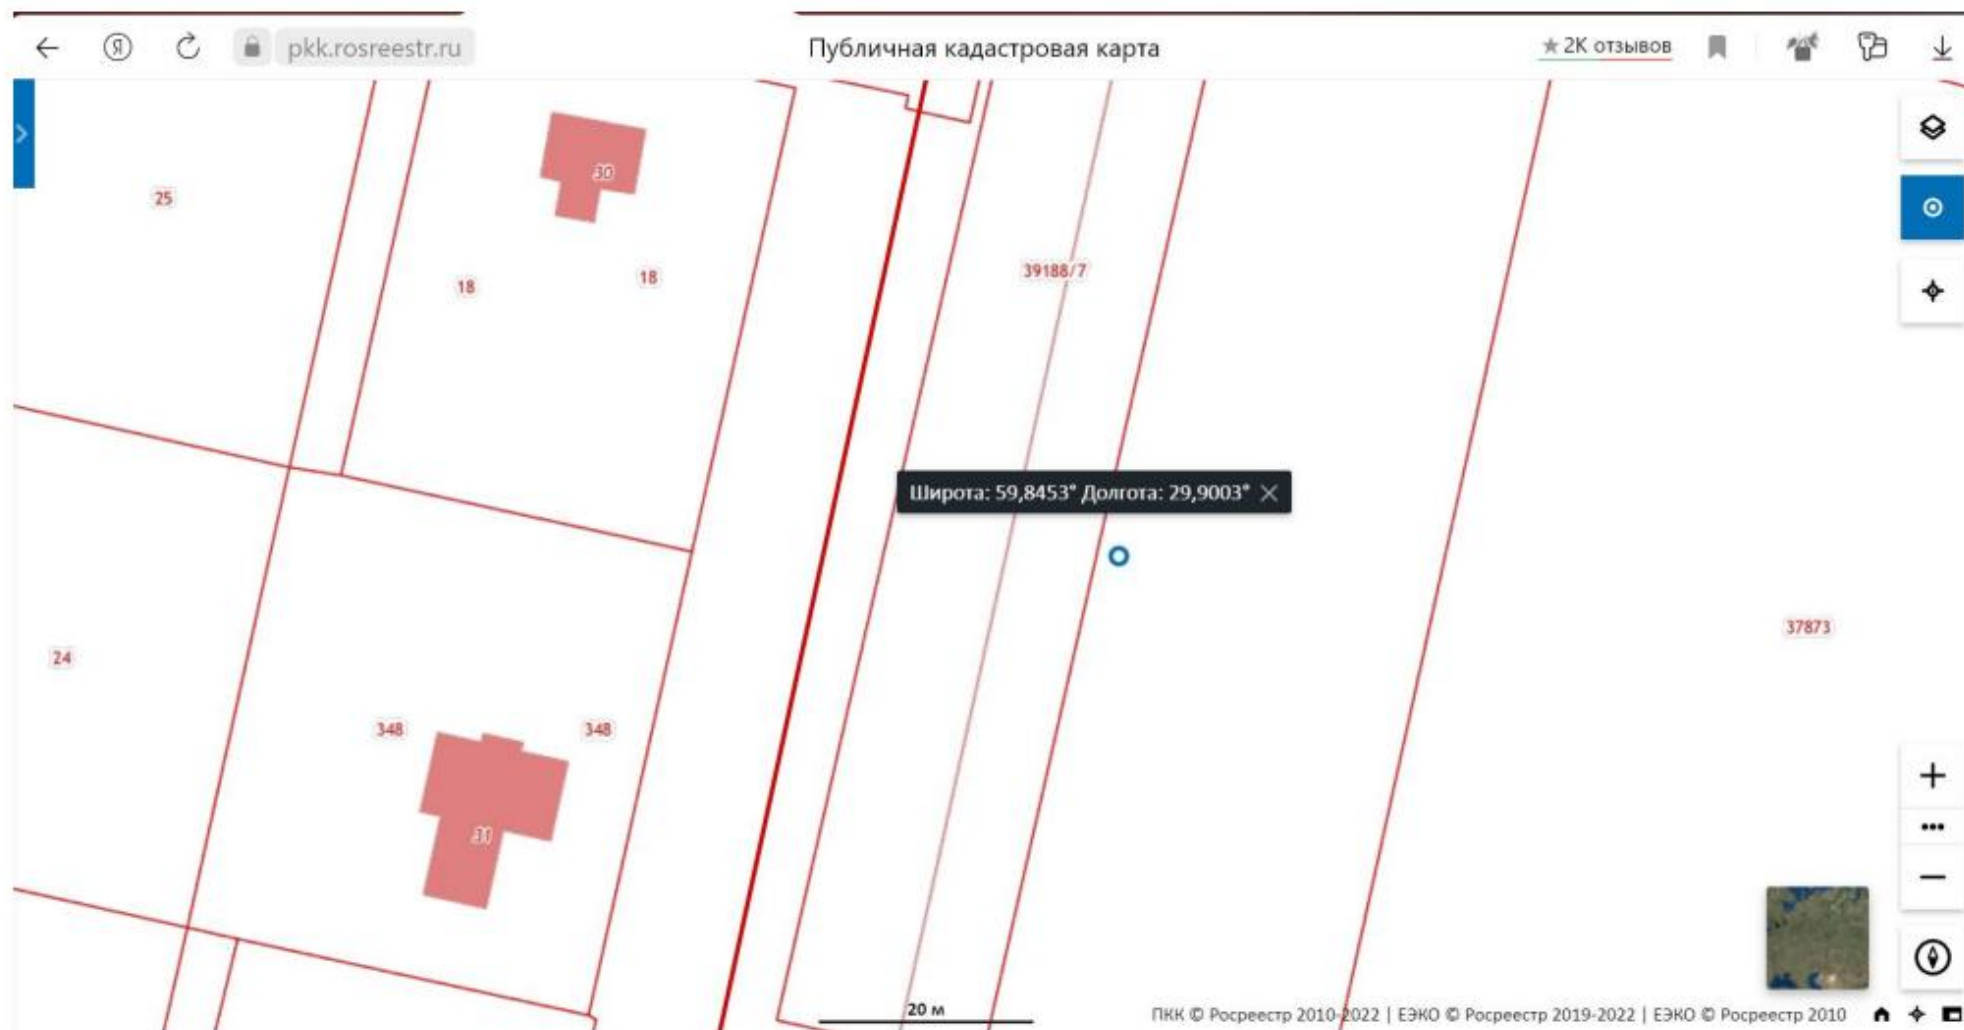 Я pkk.rosreestr.ru Публичная кадастровая карта ★ 2K отзывов
30
25
18
18
39188/7
Широта: 59,8453° Долгота: 29,9003°
37873
24
348
348
31
20 м
ПКК © Росреестр 2010-2022 | ЕЭКО © Росреестр 2019-2022 | ЕЭКО © Росреестр 2010